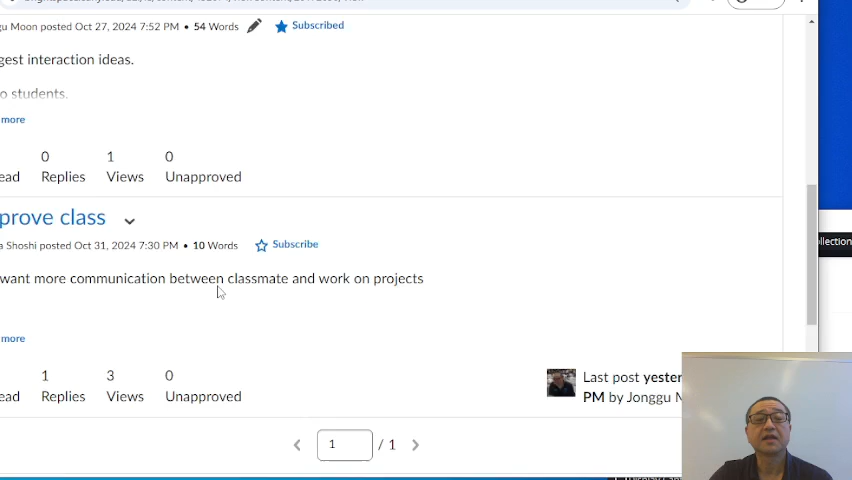 gu Moon posted Oct 27, 2024 7:52 PM • 54 Words Subscribed
gest interaction ideas.
o students.
more
0 1 0
ead Replies Views Unapproved
prove class
a Shoshi posted Oct 31, 2024 7:30 PM • 10 Words Subscribe
want more communication between classmate and work on projects
more
1 3 0
ead Replies Views Unapproved
Last post yester
PM by Jonggu M
1 / 1
ollection